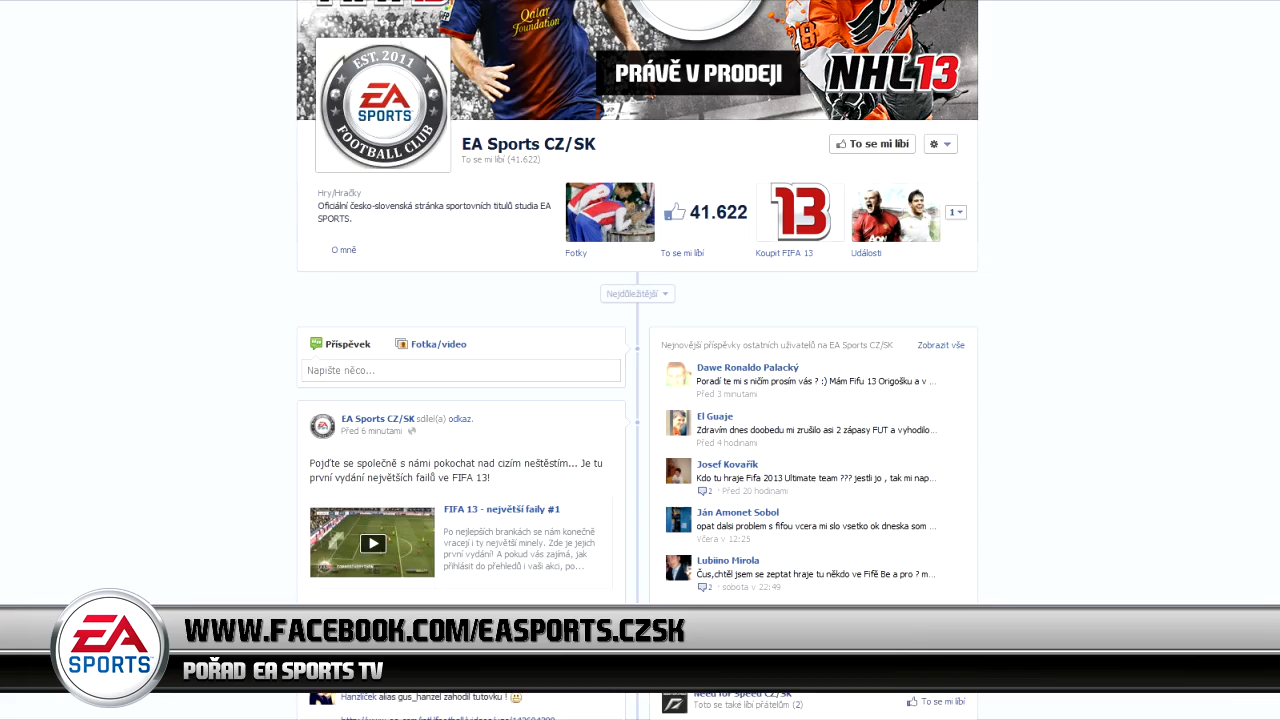 Qatar
Foundation
PRÁVĚ V PRODEJI
NHL 13
EST. 2011
EA
SPORTS
FOOTBALL CLUB
EA Sports CZ/SK
To se mi líbí (41.622)
To se mi líbí
Hry/Hračky
Oficiální česko-slovenská stránka sportovních titulů studia EA
SPORTS.
O mně
41.622
13
AON
1
Fotky
To se mi líbí
Koupit FIFA 13
Události
Nejdůležitější
Příspěvek
Fotka/video
Napište něco...
EA Sports CZ/SK sdílel(a) odkaz.
Před 6 minutami
Pojďte se společně s námi pokochat nad cizím neštěstím... Je tu
první vydání největších failů ve FIFA 13!
FIFA 13 - největší faily #1
Po nejlepších brankách se nám konečně
vracejí i ty největší minely. Zde je jejich
první vydání! A pokud vás zajímá, jak
přihlásit do přehledů i vaši akci, po...
Nejnovější příspěvky ostatních uživatelů na EA Sports CZ/SK
Zobrazit vše
Dawe Ronaldo Palacký
Poradí te mi s ničím prosím vás ? :) Mám Fifu 13 Origošku a v ...
Před 3 minutami
El Guaje
Zdravím dnes doobedu mi zrušilo asi 2 zápasy FUT a vyhodilo...
Před 4 hodinami
Josef Kovařík
Kdo tu hraje Fifa 2013 Ultimate team ??? jestli jo , tak mi nap...
2 · Před 20 hodinami
Ján Amonet Sobol
opat dalsi problem s fifou vcera mi slo vsetko ok dneska som ...
Včera v 12:25
Lubiino Mirola
Čus,chtěl jsem se zeptat hraje tu někdo ve Fifě Be a pro ? m...
2 · sobota v 22:49
EA
SPORTS
WWW.FACEBOOK.COM/EASPORTS.CZSK
POŘAD EA SPORTS TV
Hanzlíček alias gus_hanzel zahodil tutovku !
Need for Speed CZ/SK
Toto se také líbí přátelům (2)
To se mi líbí